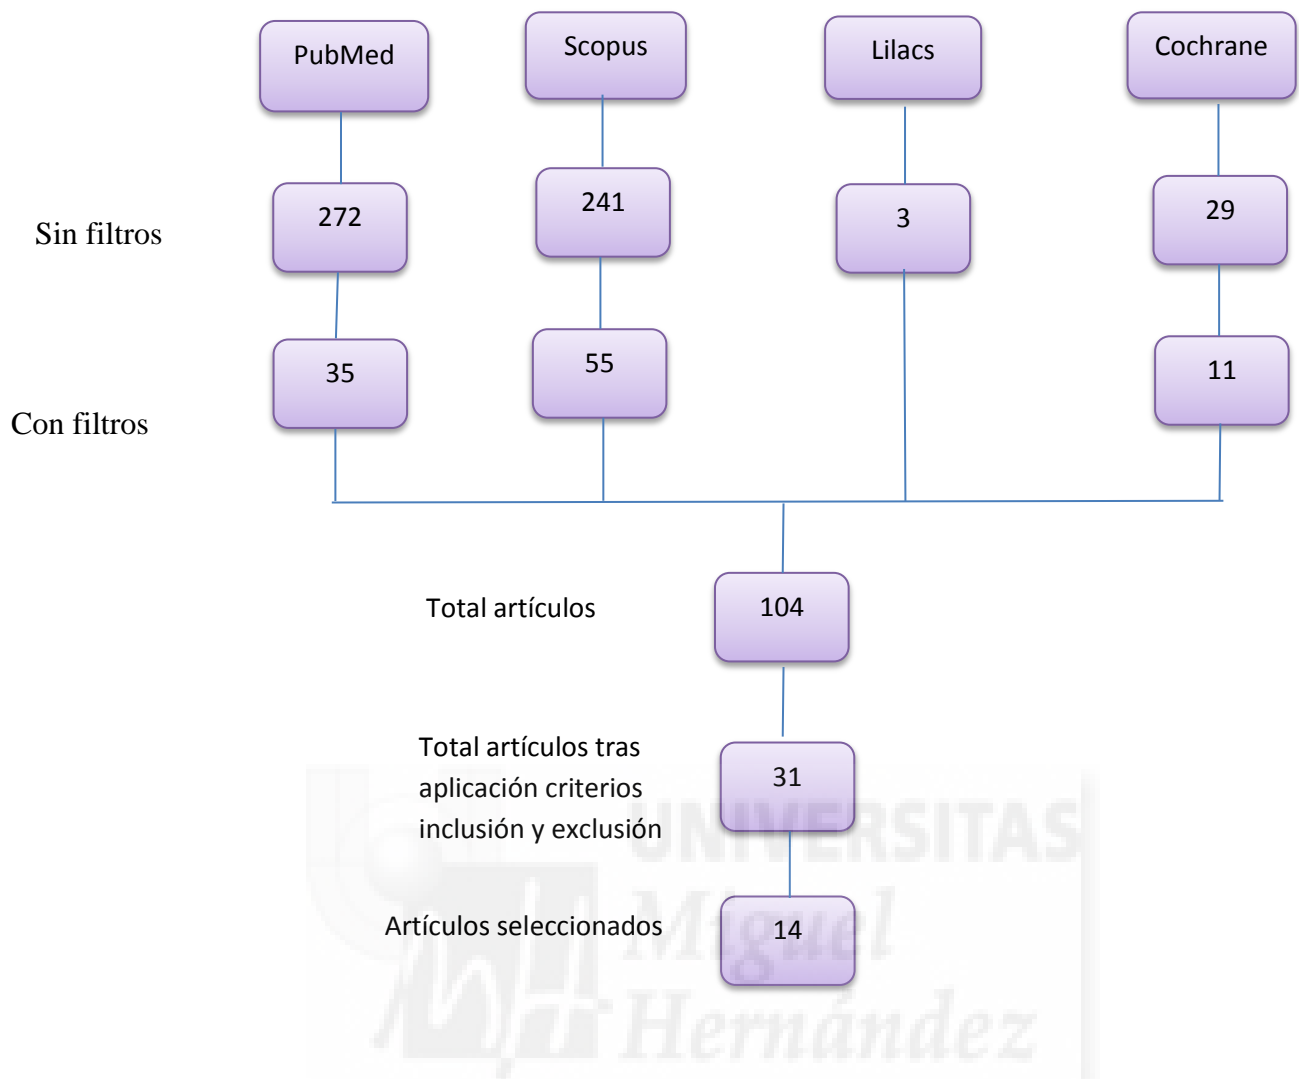 PubMed
Scopus
Lilacs
Cochrane
Sin filtros
272
241
3
29
Con filtros
35
55
11
Total artículos
104
Total artículos tras
aplicación criterios
inclusión y exclusión
31
Artículos seleccionados
14
UNIVERSITAS
Miguel
Hernández